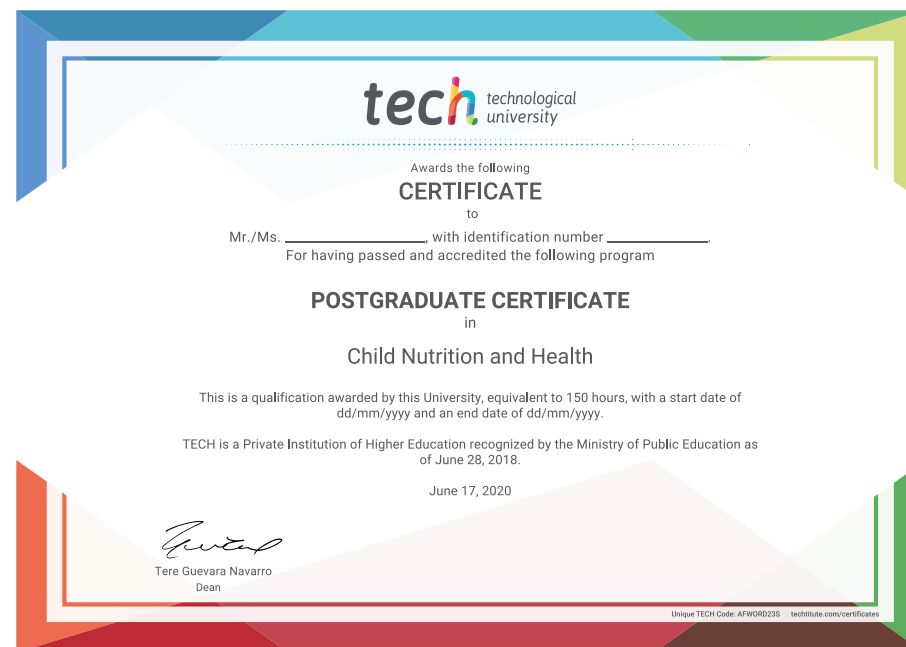 tech technological
university
Awards the following
CERTIFICATE
to
Mr./Ms. ____________________, with identification number ______________.
For having passed and accredited the following program
POSTGRADUATE CERTIFICATE
in
Child Nutrition and Health
This is a qualification awarded by this University, equivalent to 150 hours, with a start date of
dd/mm/yyyy and an end date of dd/mm/yyyy.
TECH is a Private Institution of Higher Education recognized by the Ministry of Public Education as
of June 28, 2018.
June 17, 2020
Tere Guevara Navarro
Dean
Unique TECH Code: AFWORD23S techtitute.com/certificates